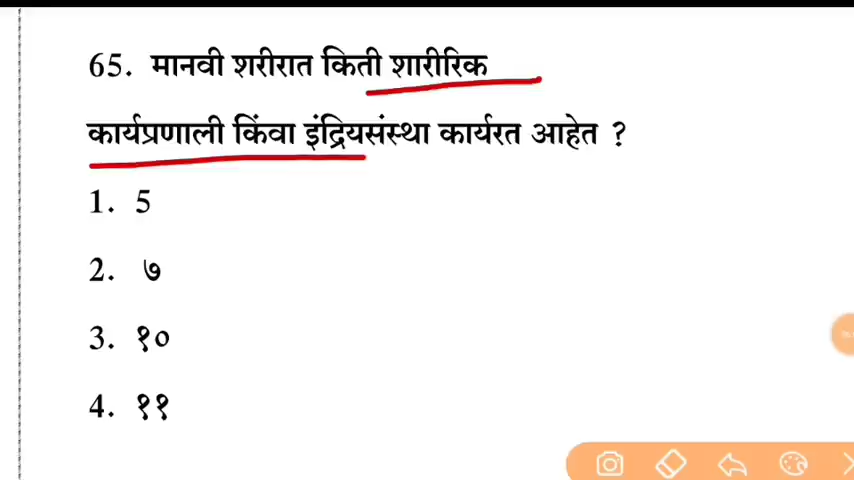 65. मानवी शरीरात किती शारीरिक
कार्यप्रणाली किंवा इंद्रियसंस्था कार्यरत आहेत ?
1. 5
2. ७
3. १०
4. ११